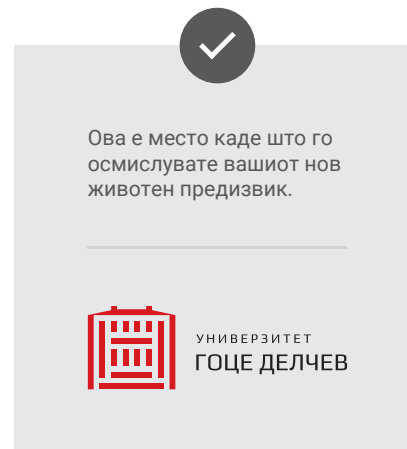 Ова е место каде што го
осмислувате вашиот нов
животен предизвик.
УНИВЕРЗИТЕТ
ГОЦЕ ДЕЛЧЕВ